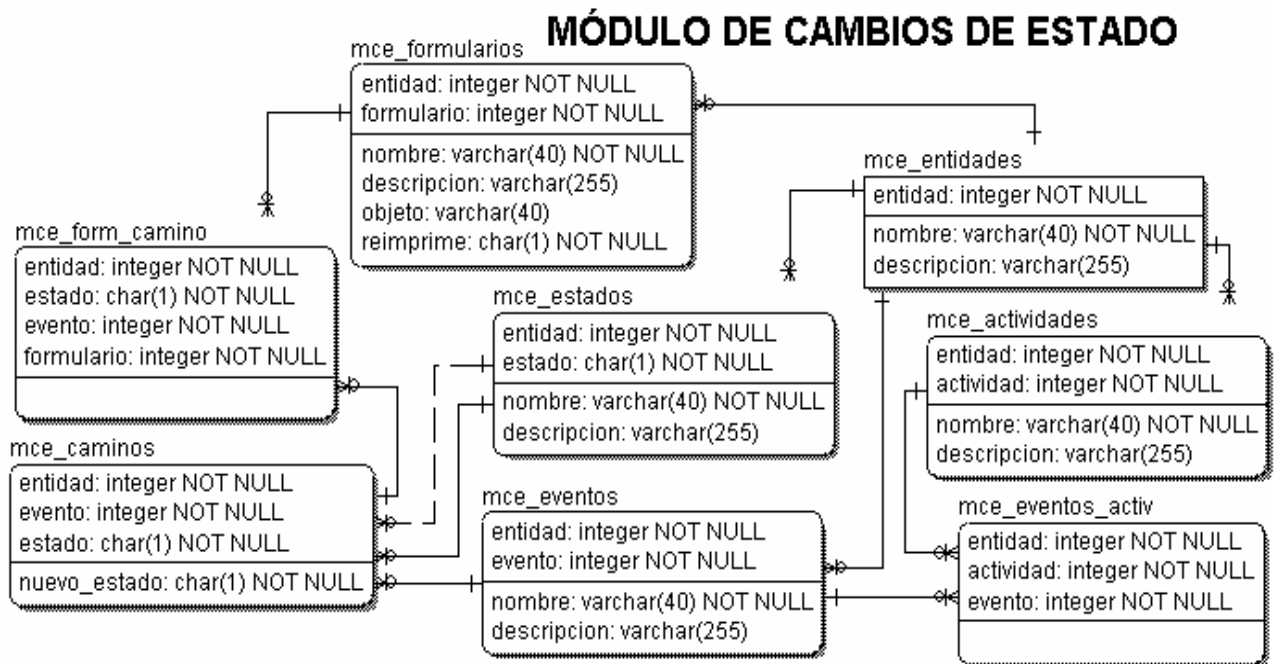 MÓDULO DE CAMBIOS DE ESTADO
mce_formularios
entidad: integer NOT NULL
formulario: integer NOT NULL
nombre: varchar(40) NOT NULL
descripcion: varchar(255)
objeto: varchar(40)
reimprime: char(1) NOT NULL
mce_entidades
entidad: integer NOT NULL
nombre: varchar(40) NOT NULL
descripcion: varchar(255)
mce_form_camino
entidad: integer NOT NULL
estado: char(1) NOT NULL
evento: integer NOT NULL
formulario: integer NOT NULL
mce_estados
entidad: integer NOT NULL
estado: char(1) NOT NULL
nombre: varchar(40) NOT NULL
descripcion: varchar(255)
mce_actividades
entidad: integer NOT NULL
actividad: integer NOT NULL
nombre: varchar(40) NOT NULL
descripcion: varchar(255)
mce_caminos
entidad: integer NOT NULL
evento: integer NOT NULL
estado: char(1) NOT NULL
nuevo_estado: char(1) NOT NULL
mce_eventos
entidad: integer NOT NULL
evento: integer NOT NULL
nombre: varchar(40) NOT NULL
descripcion: varchar(255)
mce_eventos_activ
entidad: integer NOT NULL
actividad: integer NOT NULL
evento: integer NOT NULL